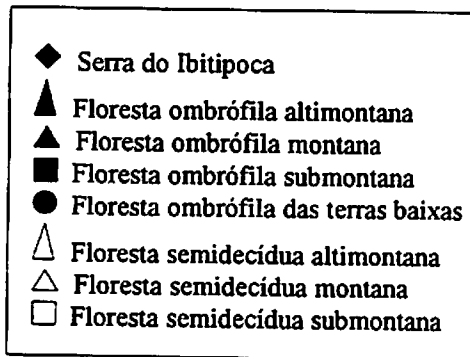 Serra do Ibitipoca
Floresta ombrófila altimontana
Floresta ombrófila montana
Floresta ombrófila submontana
Floresta ombrófila das terras baixas
Floresta semidecídua altimontana
Floresta semidecídua montana
Floresta semidecídua submontana